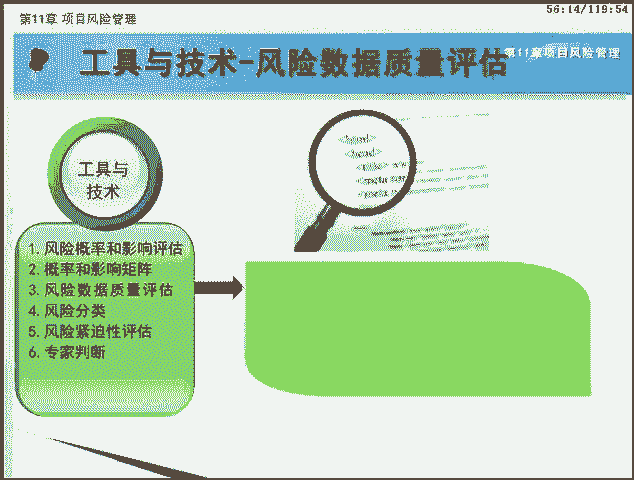 第11章 项目风险管理
56:14/119:54
工具与技术-风险数据质量评估
第11章项目风险管理
工具与
技术
<html>
<head>
1. 风险概率和影响评估
2. 概率和影响矩阵
3. 风险数据质量评估
4. 风险分类
5. 风险紧迫性评估
6. 专家判断